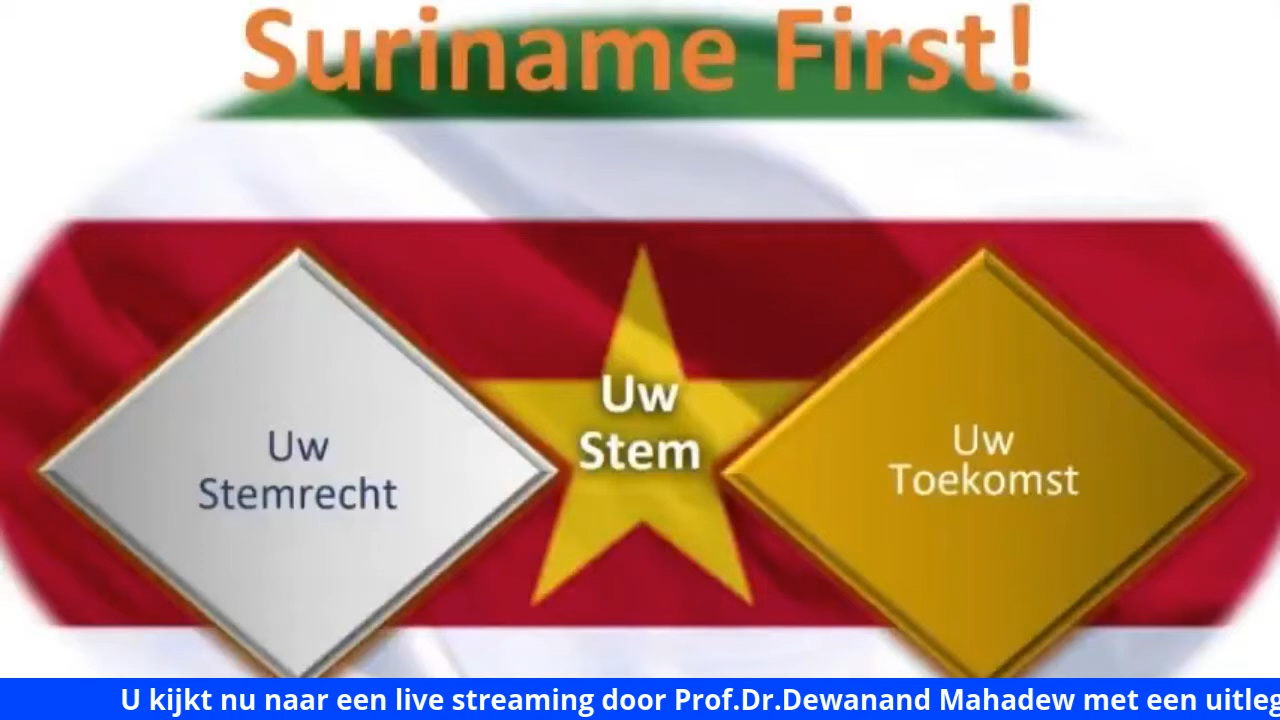 Suriname First!
Uw
Stemrecht
Uw
Stem
Uw
Toekomst
U kijkt nu naar een live streaming door Prof.Dr.Dewanand Mahadew met een uitleg